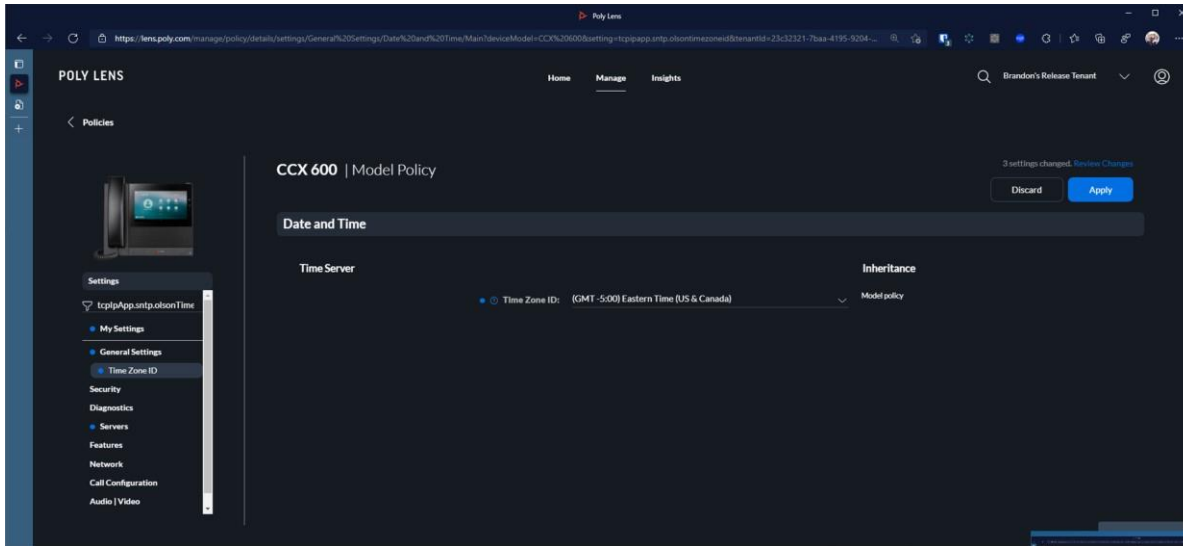 Poly Lens
https://lens.poly.com/manage/policy/details/settings/General%20Settings/Date%20and%20Time/Main?deviceModel=CCX%20600&setting=tcpipapp.sntp.olsontimezoneid&tenantId=23c32321-7baa-4195-9204-...
POLY LENS
Home Manage Insights
Brandon's Release Tenant
Policies
CCX 600 | Model Policy
3 settings changed. Review Changes
Discard Apply
Date and Time
Time Server Inheritance
Time Zone ID: (GMT -5:00) Eastern Time (US & Canada) Model policy
Settings
tcpIpApp.sntp.olsonTime
My Settings
General Settings
Time Zone ID
Security
Diagnostics
Servers
Features
Network
Call Configuration
Audio | Video